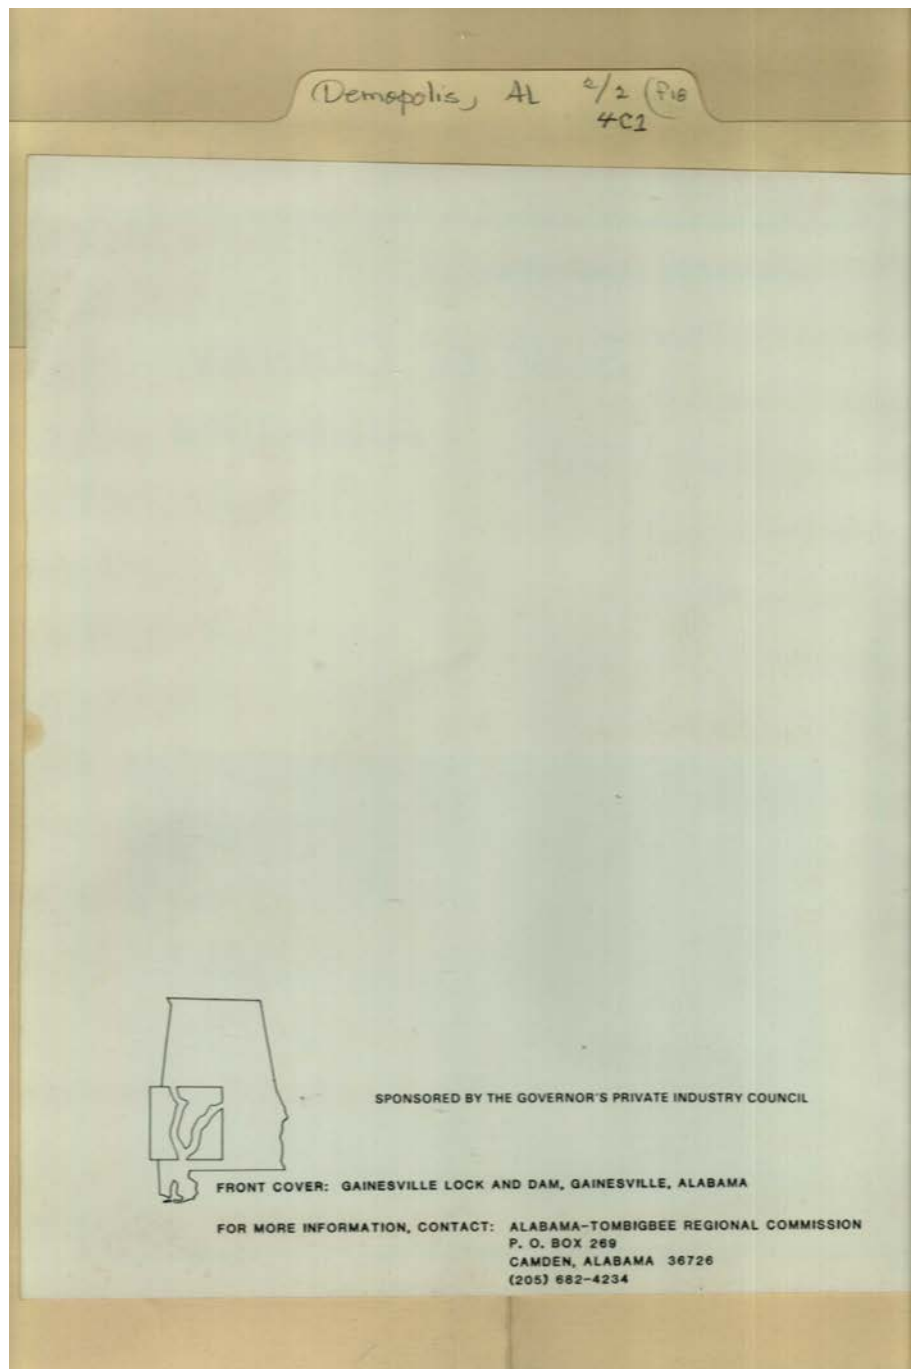 (Demopolis, AL 2/2 (F18
4C1
SPONSORED BY THE GOVERNOR'S PRIVATE INDUSTRY COUNCIL
FRONT COVER: GAINESVILLE LOCK AND DAM, GAINESVILLE, ALABAMA
FOR MORE INFORMATION, CONTACT: ALABAMA-TOMBIGBEE REGIONAL COMMISSION
P. O. BOX 269
CAMDEN, ALABAMA 36726
(205) 682-4234